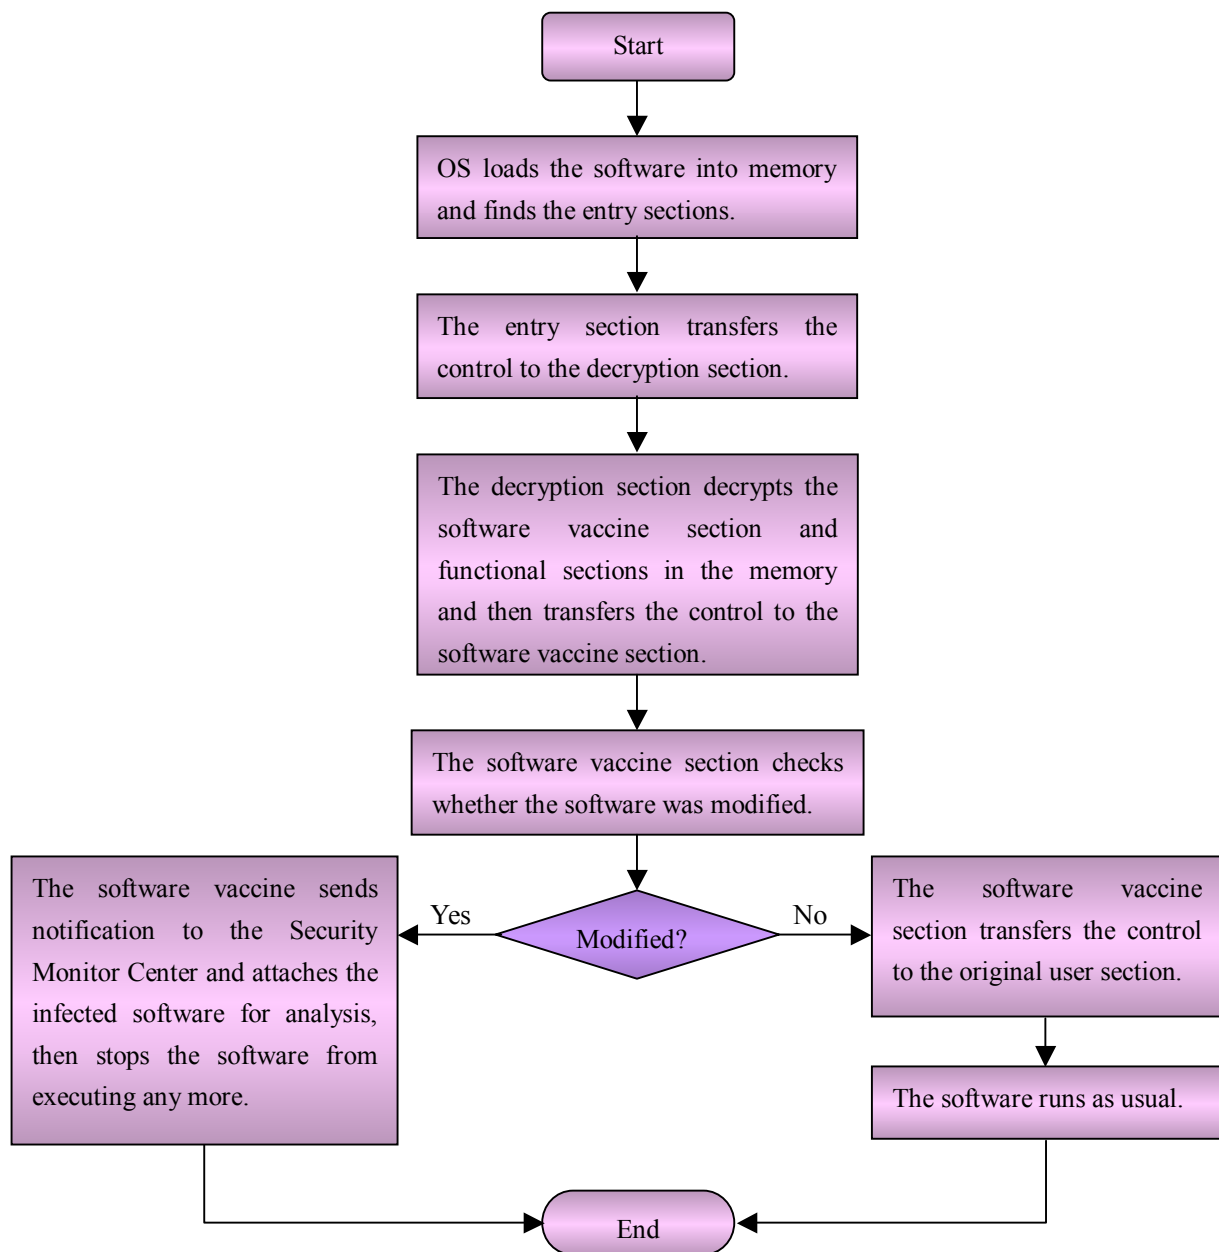 Start
OS loads the software into memory
and finds the entry sections.
The entry section transfers the
control to the decryption section.
The decryption section decrypts the
software vaccine section and
functional sections in the memory
and then transfers the control to the
software vaccine section.
The software vaccine section checks
whether the software was modified.
The software vaccine sends
notification to the Security
Monitor Center and attaches the
infected software for analysis,
then stops the software from
executing any more.
Yes
Modified?
No
The software vaccine
section transfers the control
to the original user section.
The software runs as usual.
End